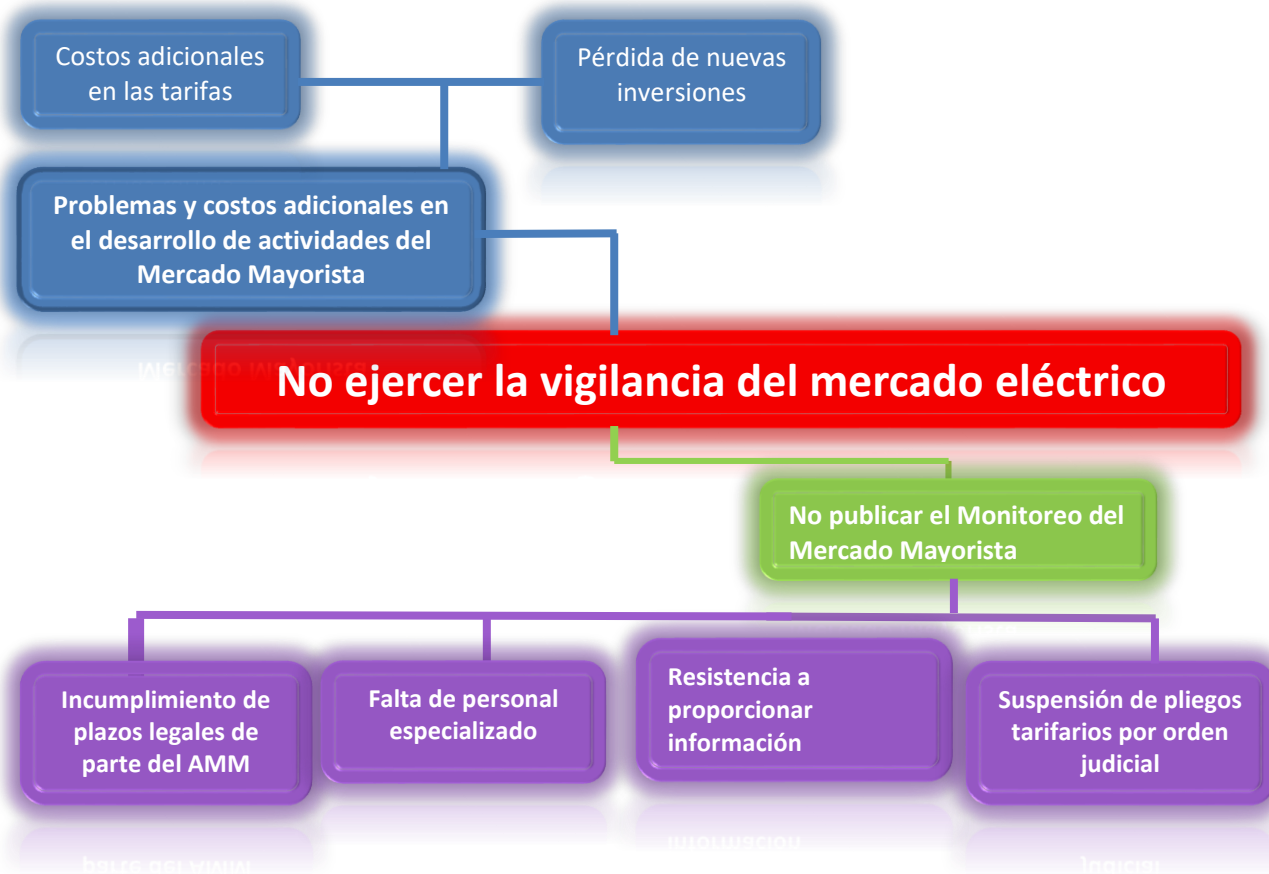 Costos adicionales
en las tarifas
Pérdida de nuevas
inversiones
Problemas y costos adicionales en
el desarrollo de actividades del
Mercado Mayorista
No ejercer la vigilancia del mercado eléctrico
No publicar el Monitoreo del
Mercado Mayorista
Incumplimiento de
plazos legales de
parte del AMM
Falta de personal
especializado
Resistencia a
proporcionar
información
Suspensión de pliegos
tarifarios por orden
judicial